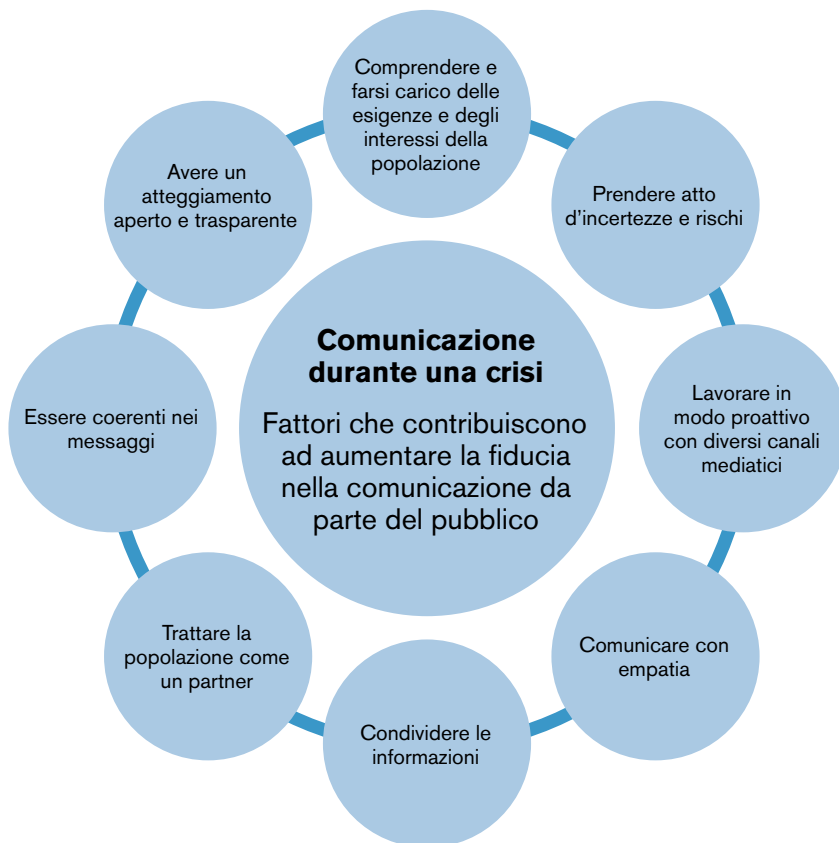 Comprendere e
farsi carico delle
esigenze e degli
interessi della
popolazione
Prendere atto
d'incertezze e rischi
Lavorare in
modo proattivo
con diversi canali
mediatici
Comunicare con
empatia
Condividere le
informazioni
Trattare la
popolazione come
un partner
Essere coerenti nei
messaggi
Avere un
atteggiamento
aperto e trasparente
Comunicazione
durante una crisi
Fattori che contribuiscono
ad aumentare la fiducia
nella comunicazione da
parte del pubblico